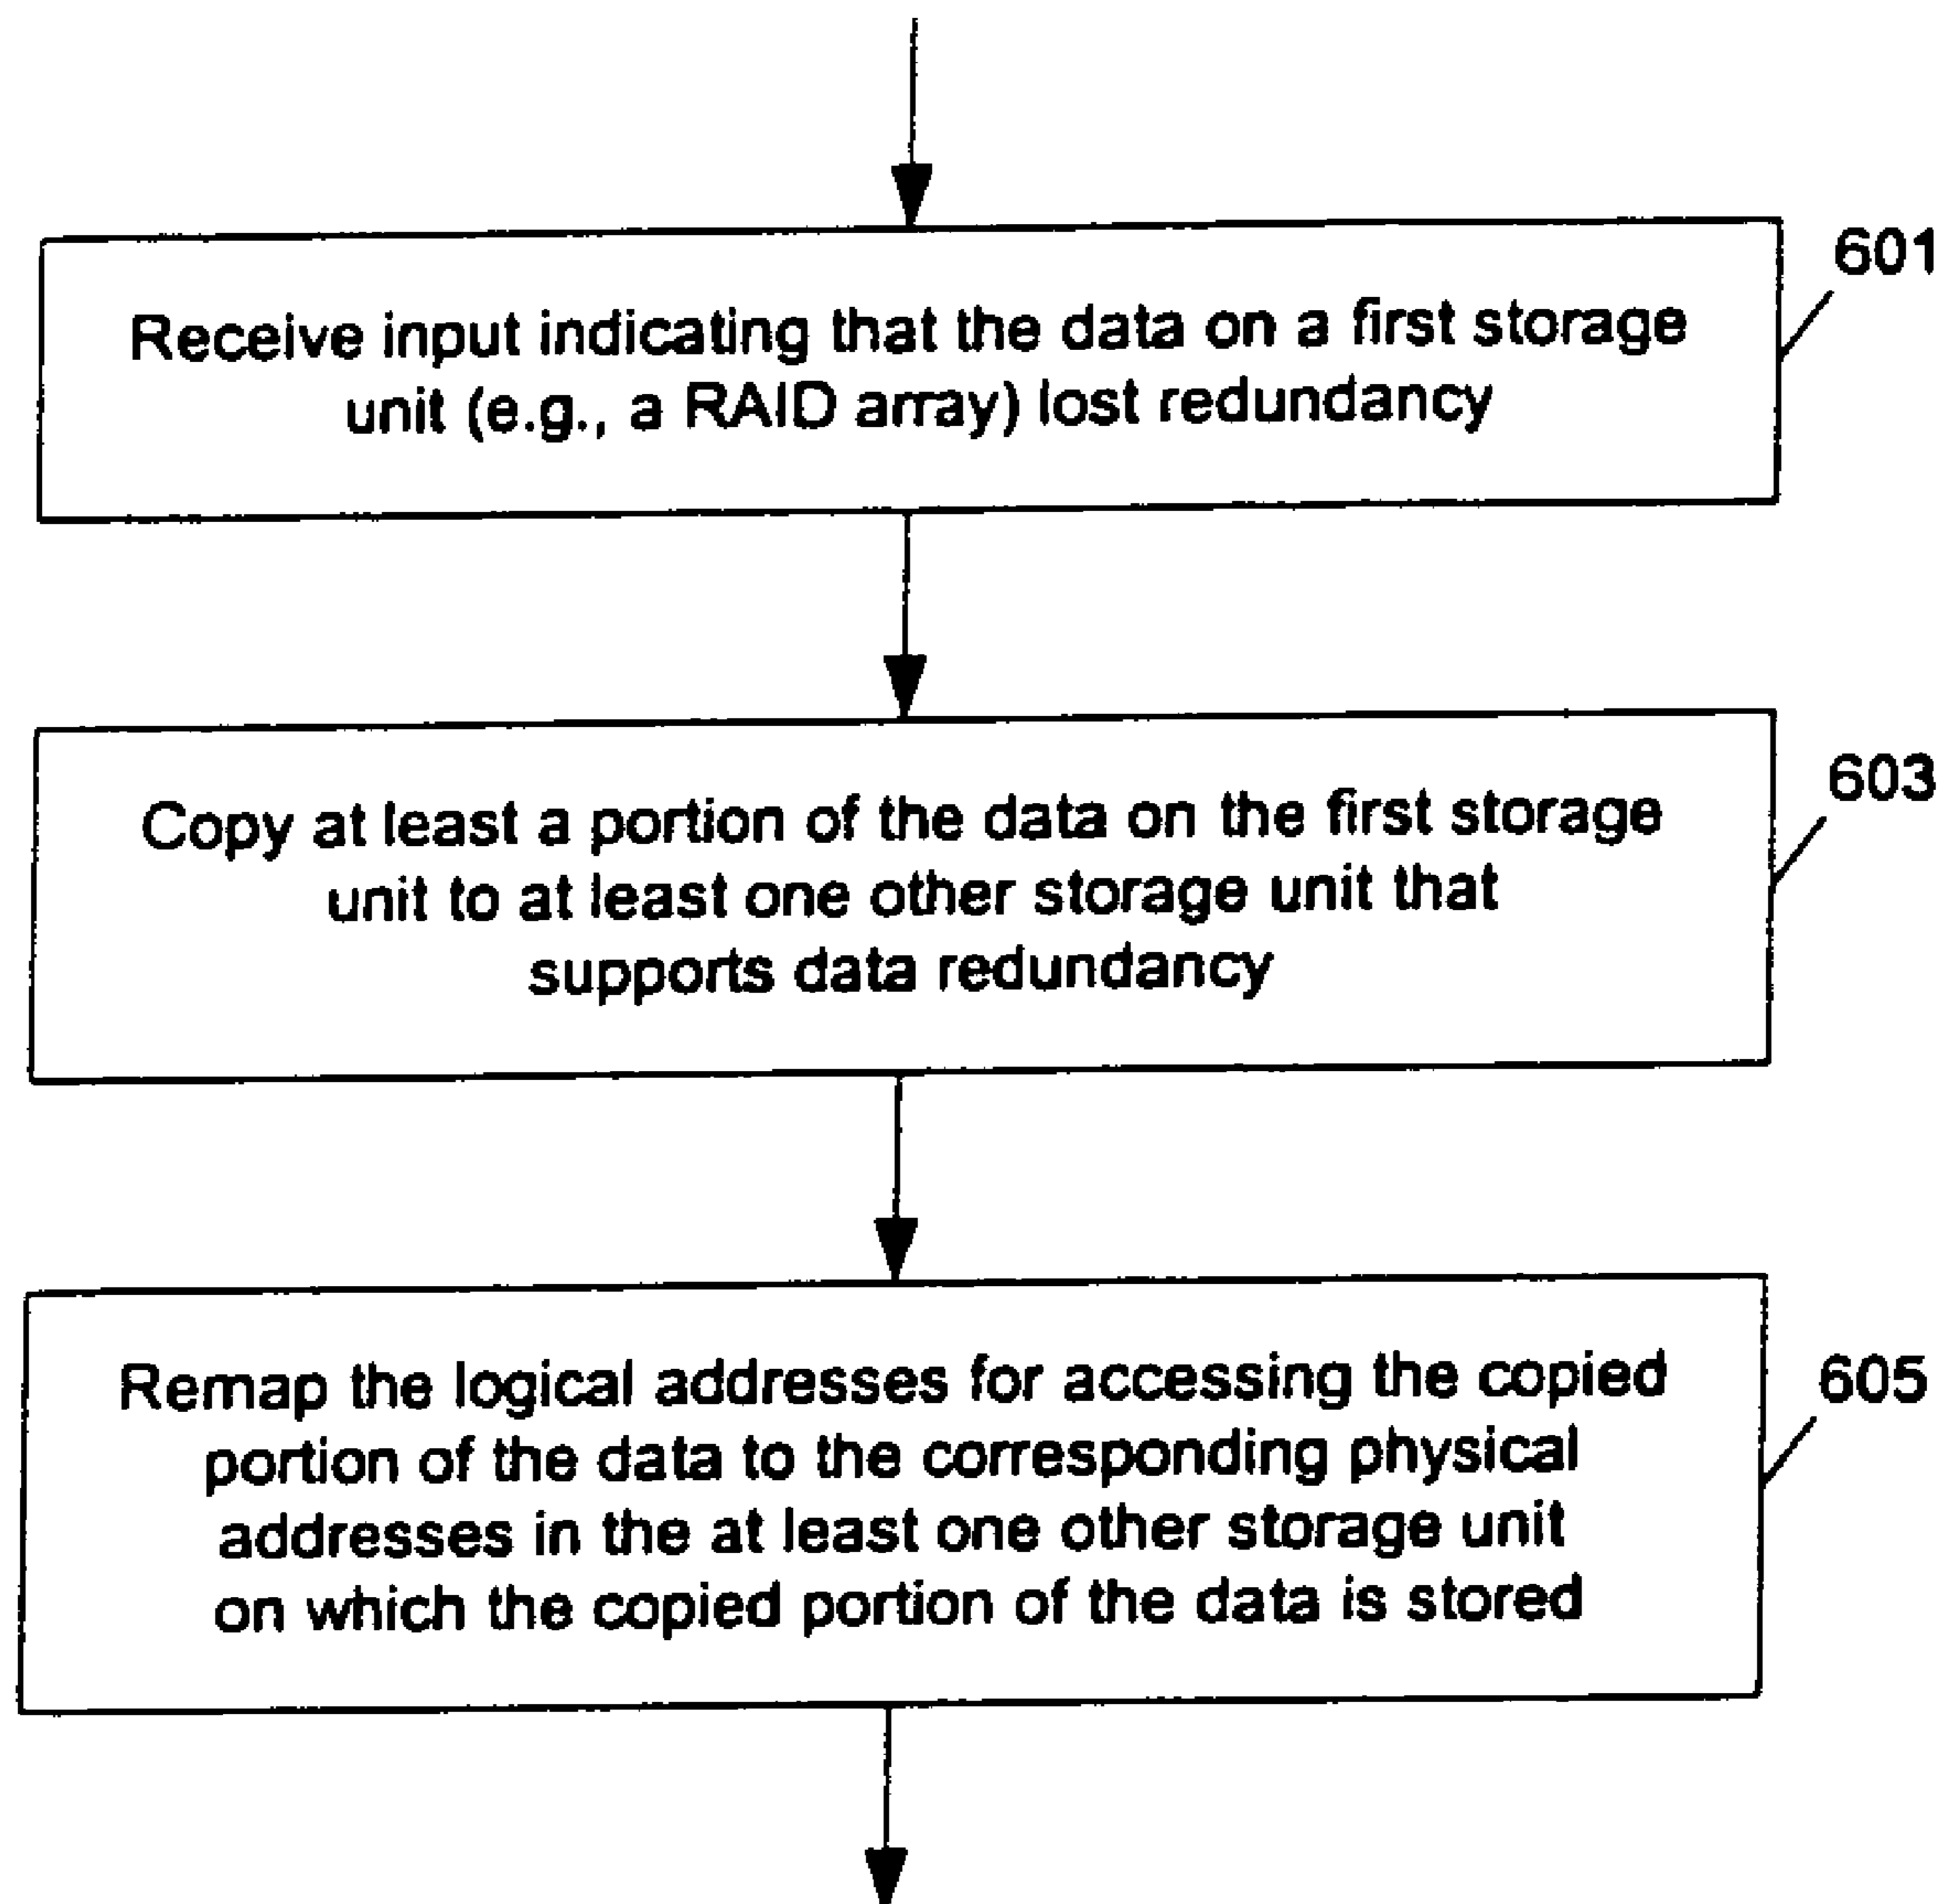 601
Receive input indicating that the data on a first storage
unit (e.g., a RAID array) lost redundancy
603
Copy at least a portion of the data on the first storage
unit to at least one other storage unit that
supports data redundancy
605
Remap the logical addresses for accessing the copied
portion of the data to the corresponding physical
addresses in the at least one other storage unit
on which the copied portion of the data is stored